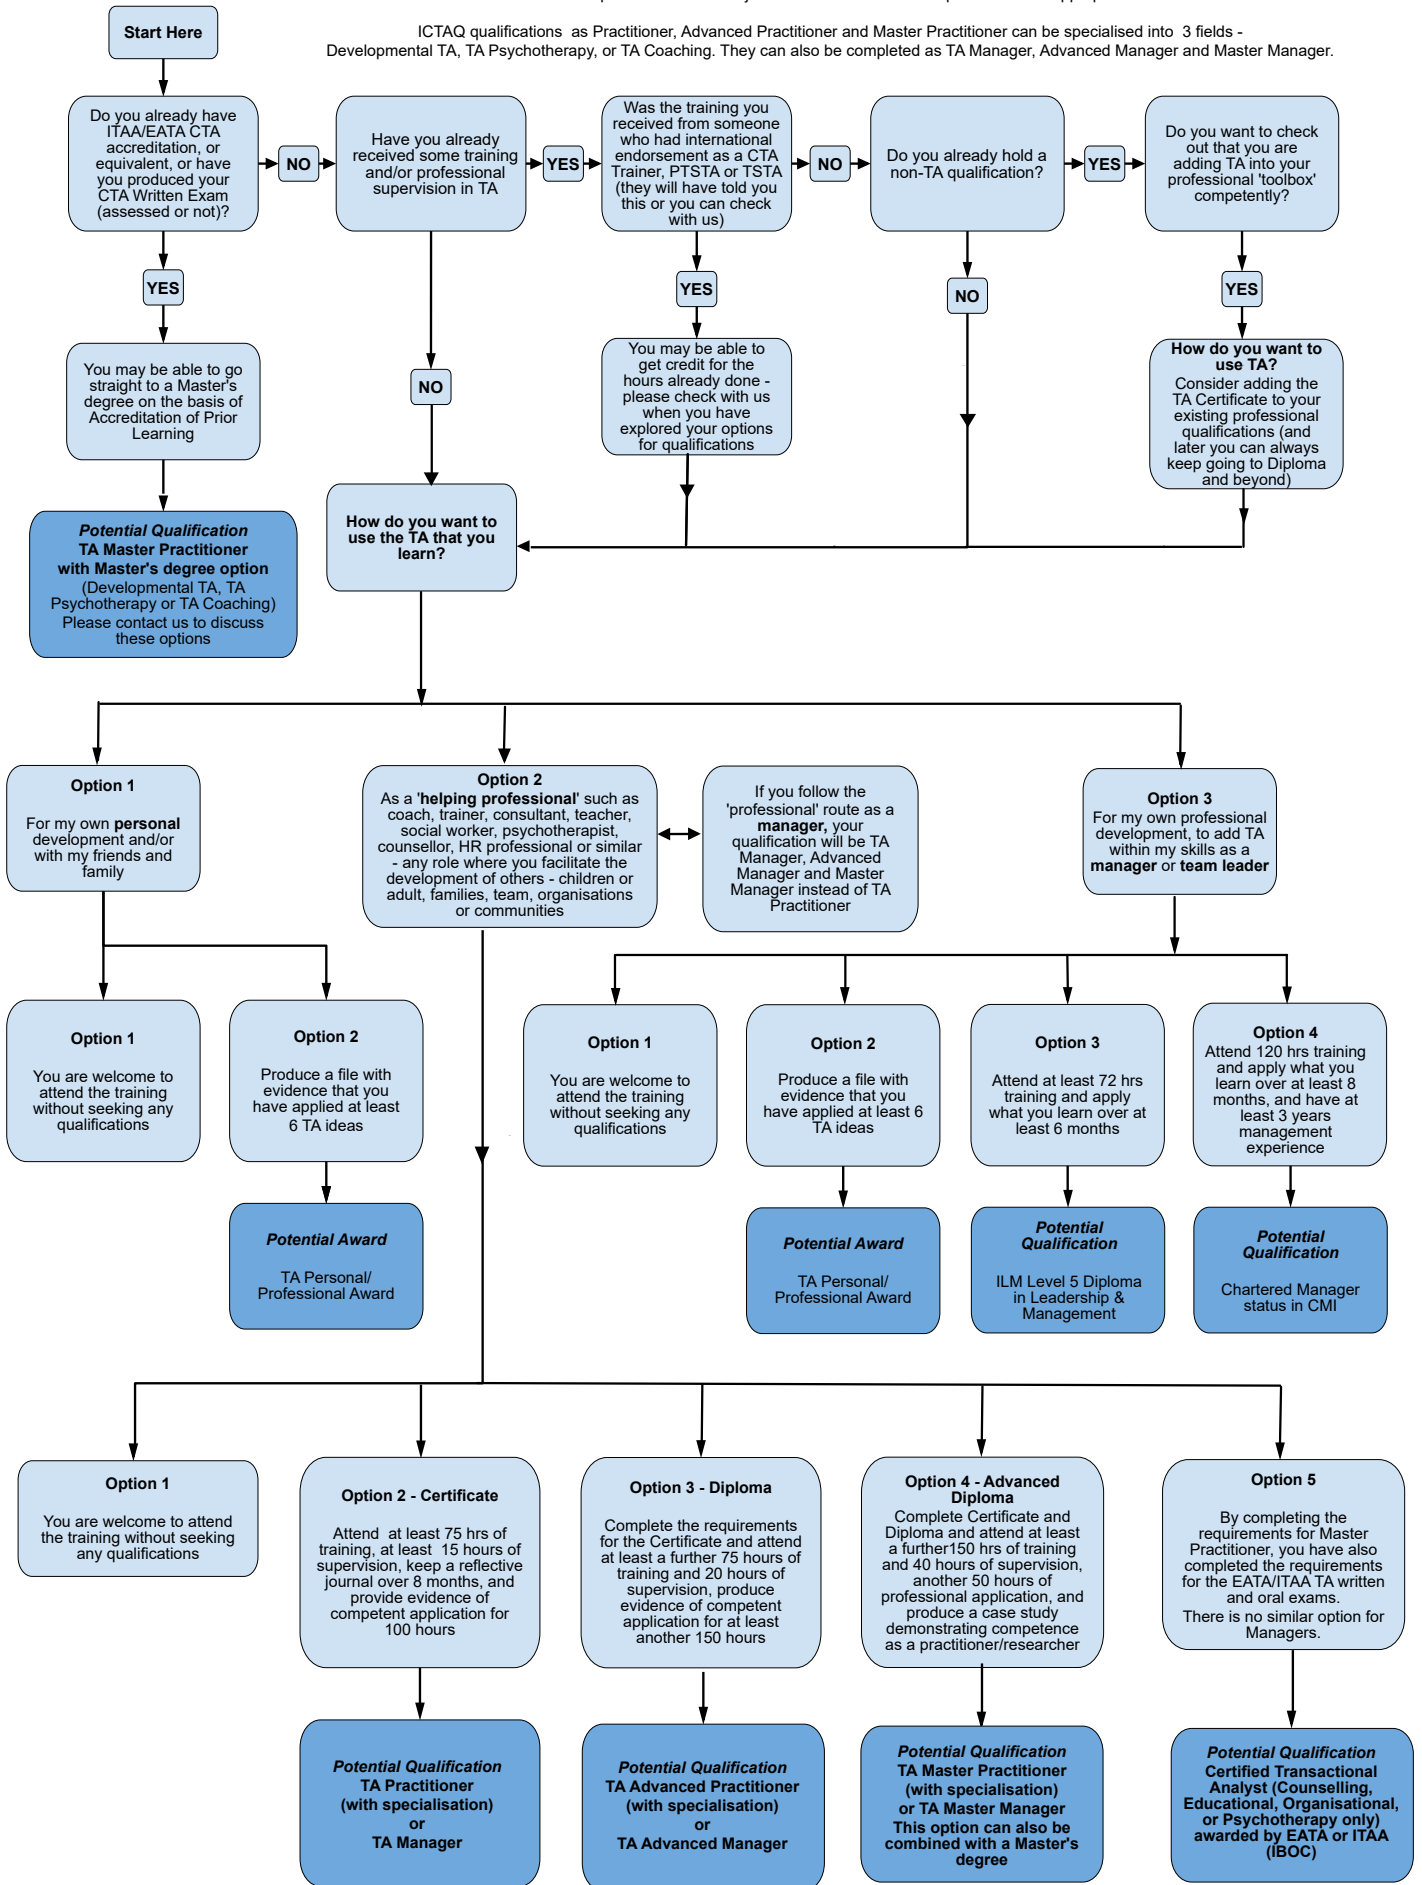 Start Here
ICTAQ qualifications as Practitioner, Advanced Practitioner and Master Practitioner can be specialised into 3 fields -
Developmental TA, TA Psychotherapy, or TA Coaching. They can also be completed as TA Manager, Advanced Manager and Master Manager.
Do you already have
ITAA/EATA CTA
accreditation, or
equivalent, or have
you produced your
CTA Written Exam
(assessed or not)?
NO
Have you already
received some training
and/or professional
supervision in TA
YES
Was the training you
received from someone
who had international
endorsement as a CTA
Trainer, PTSTA or TSTA
(they will have told you
this or you can check
with us)
NO
Do you already hold a
non-TA qualification?
YES
Do you want to check
out that you are
adding TA into your
professional 'toolbox'
competently?
YES
NO
YES
NO
YES
You may be able to go
straight to a Master's
degree on the basis of
Accreditation of Prior
Learning
You may be able to
get credit for the
hours already done -
please check with us
when you have
explored your options
for qualifications
How do you want to
use TA?
Consider adding the
TA Certificate to your
existing professional
qualifications (and
later you can always
keep going to Diploma
and beyond)
Potential Qualification
TA Master Practitioner
with Master's degree option
(Developmental TA, TA
Psychotherapy or TA Coaching)
Please contact us to discuss
these options
How do you want to
use the TA that you
learn?
Option 1
For my own personal
development and/or
with my friends and
family
Option 2
As a 'helping professional' such as
coach, trainer, consultant, teacher,
social worker, psychotherapist,
counsellor, HR professional or similar
- any role where you facilitate the
development of others - children or
adult, families, team, organisations
or communities
If you follow the
'professional' route as a
manager, your
qualification will be TA
Manager, Advanced
Manager and Master
Manager instead of TA
Practitioner
Option 3
For my own professional
development, to add TA
within my skills as a
manager or team leader
Option 1
You are welcome to
attend the training
without seeking any
qualifications
Option 2
Produce a file with
evidence that you
have applied at least
6 TA ideas
Option 1
You are welcome to
attend the training
without seeking any
qualifications
Option 2
Produce a file with
evidence that you
have applied at least 6
TA ideas
Option 3
Attend at least 72 hrs
training and apply
what you learn over at
least 6 months
Option 4
Attend 120 hrs training
and apply what you
learn over at least 8
months, and have at
least 3 years
management
experience
Potential Award
TA Personal/
Professional Award
Potential Award
TA Personal/
Professional Award
Potential
Qualification
ILM Level 5 Diploma
in Leadership &
Management
Potential
Qualification
Chartered Manager
status in CMI
Option 1
You are welcome to attend
the training without seeking
any qualifications
Option 2 - Certificate
Attend at least 75 hrs of
training, at least 15 hours of
supervision, keep a reflective
journal over 8 months, and
provide evidence of
competent application for
100 hours
Option 3 - Diploma
Complete the requirements
for the Certificate and attend
at least a further 75 hours of
training and 20 hours of
supervision, produce
evidence of competent
application for at least
another 150 hours
Option 4 - Advanced
Diploma
Complete Certificate and
Diploma and attend at least
a further150 hrs of training
and 40 hours of supervision,
another 50 hours of
professional application, and
produce a case study
demonstrating competence
as a practitioner/researcher
Option 5
By completing the
requirements for Master
Practitioner, you have also
completed the requirements
for the EATA/ITAA TA written
and oral exams.
There is no similar option for
Managers.
Potential Qualification
TA Practitioner
(with specialisation)
or
TA Manager
Potential Qualification
TA Advanced Practitioner
(with specialisation)
or
TA Advanced Manager
Potential Qualification
TA Master Practitioner
(with specialisation)
or TA Master Manager
This option can also be
combined with a Master's
degree
Potential Qualification
Certified Transactional
Analyst (Counselling,
Educational, Organisational,
or Psychotherapy only)
awarded by EATA or ITAA
(IBOC)